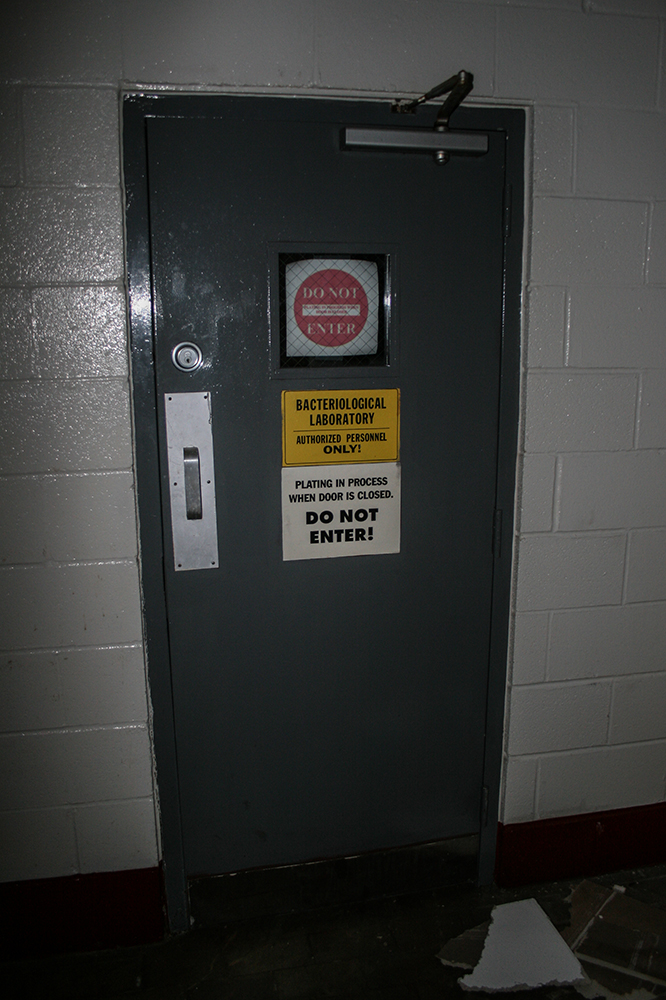 DO NOT
ENTER
BACTERIOLOGICAL
LABORATORY
AUTHORIZED PERSONNEL
ONLY!
PLATING IN PROCESS
WHEN DOOR IS CLOSED.
DO NOT
ENTER!